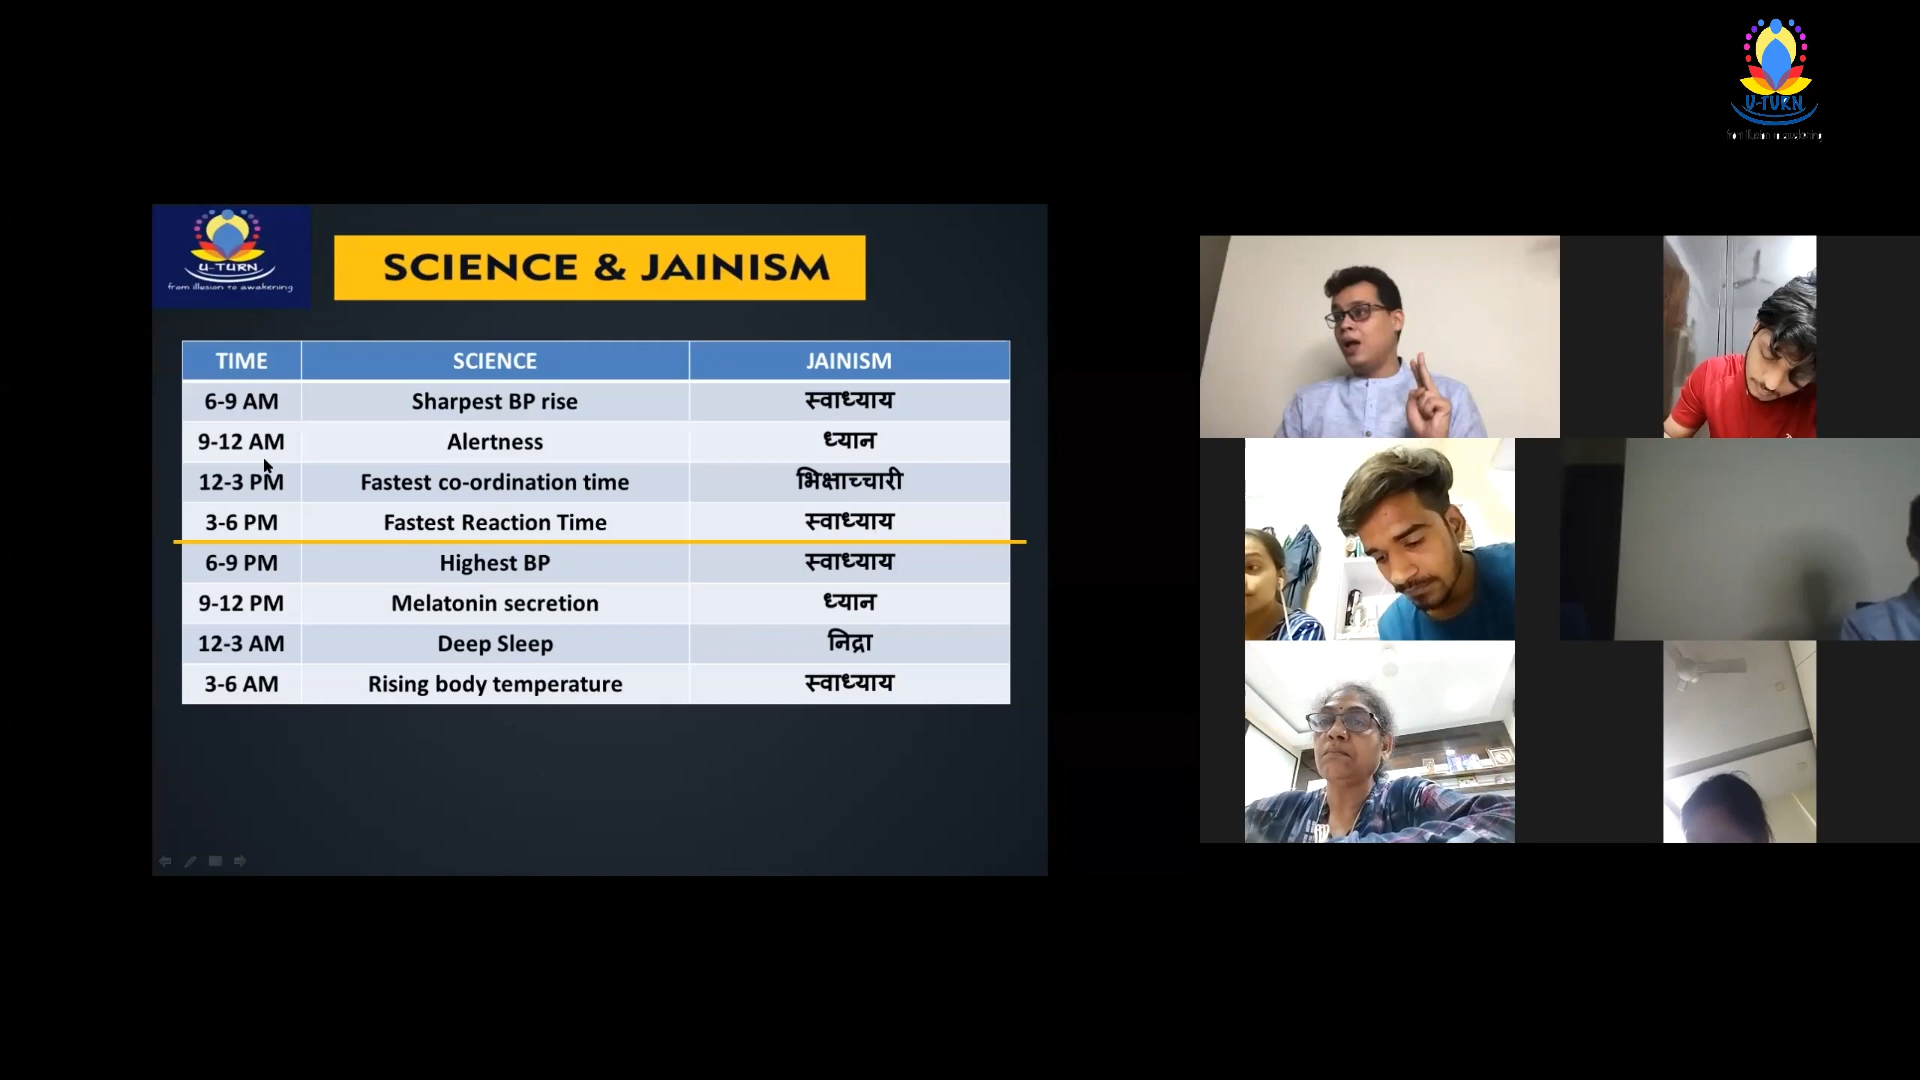 U-TURN
U-TURN
from illusion to awakening
SCIENCE & JAINISM
TIME SCIENCE JAINISM
6-9 AM Sharpest BP rise स्वाध्याय
9-12 AM Alertness ध्यान
12-3 PM Fastest co-ordination time भिक्षाच्चारी
3-6 PM Fastest Reaction Time स्वाध्याय
6-9 PM Highest BP स्वाध्याय
9-12 PM Melatonin secretion ध्यान
12-3 AM Deep Sleep निद्रा
3-6 AM Rising body temperature स्वाध्याय